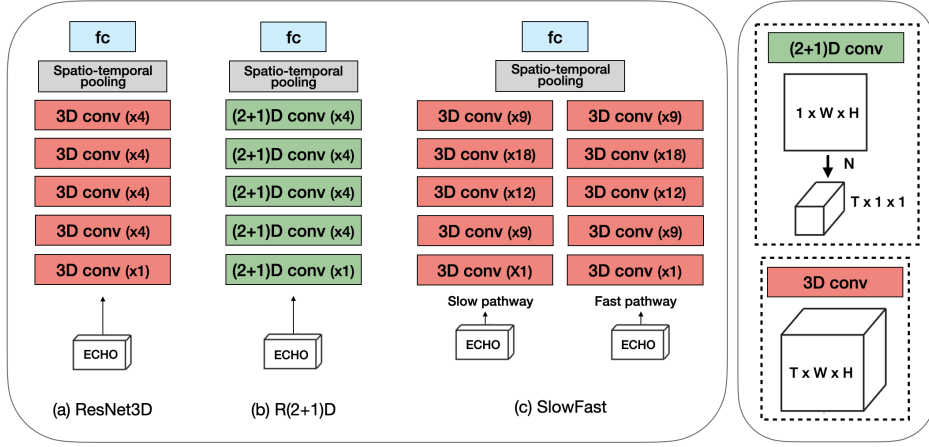 fc
Spatio-temporal
pooling
3D conv (x4)
3D conv (x4)
3D conv (x4)
3D conv (x4)
3D conv (x1)
ECHO
(a) ResNet3D
fc
Spatio-temporal
pooling
(2+1)D conv (x4)
(2+1)D conv (x4)
(2+1)D conv (x4)
(2+1)D conv (x4)
(2+1)D conv (x1)
ECHO
(b) R(2+1)D
fc
Spatio-temporal
pooling
3D conv (x9)
3D conv (x18)
3D conv (x12)
3D conv (x9)
3D conv (X1)
Slow pathway
ECHO
3D conv (x9)
3D conv (x18)
3D conv (x12)
3D conv (x9)
3D conv (x1)
Fast pathway
ECHO
(c) SlowFast
(2+1)D conv
1 x W x H
N
T x 1 x 1
3D conv
T x W x H